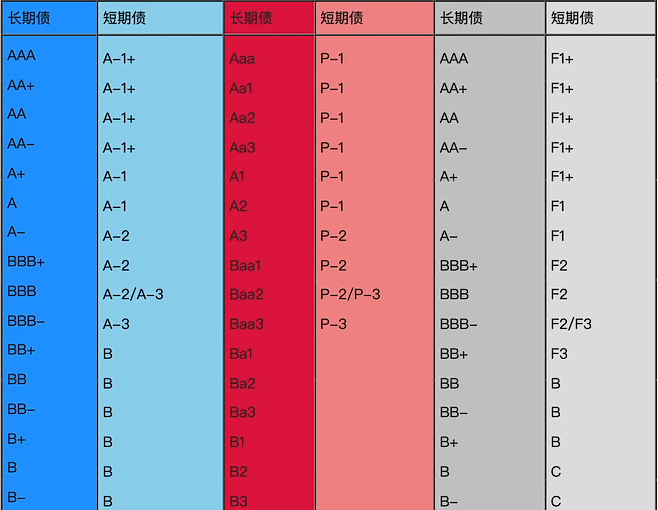 长期债 短期债 长期债 短期债 长期债 短期债
AAA A-1+ Aaa P-1 AAA F1+
AA+ A-1+ Aa1 P-1 AA+ F1+
AA A-1+ Aa2 P-1 AA F1+
AA- A-1+ Aa3 P-1 AA- F1+
A+ A-1 A1 P-1 A+ F1+
A A-1 A2 P-1 A F1
A- A-2 A3 P-2 A- F1
BBB+ A-2 Baa1 P-2 BBB+ F2
BBB A-2/A-3 Baa2 P-2/P-3 BBB F2
BBB- A-3 Baa3 P-3 BBB- F2/F3
BB+ B Ba1 BB+ F3
BB B Ba2 BB B
BB- B Ba3 BB- B
B+ B B1 B+ B
B B B2 B C
B- B B3 B- C